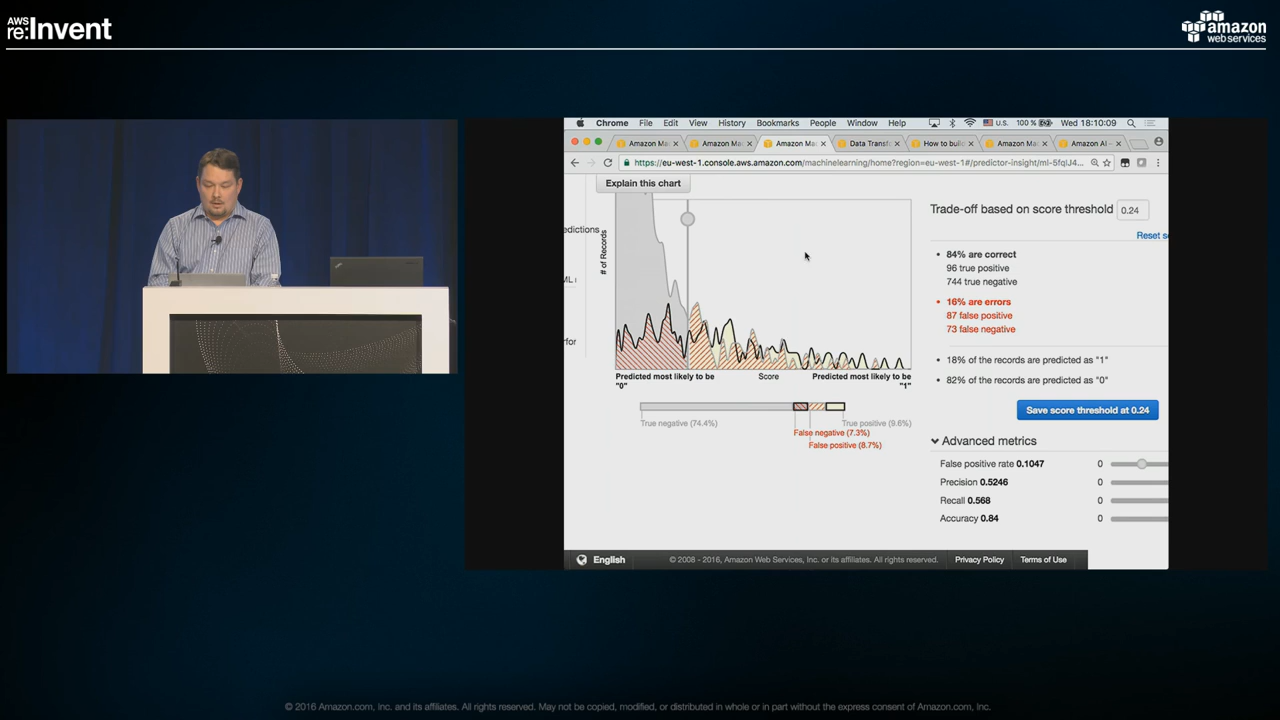 AWS
re:Invent
amazon
web services
Chrome File Edit View History Bookmarks People Window Help U.S. 100 % Wed 18:10:09
Amazon Ma Amazon Ma Amazon Ma Data Transf How to build Amazon Ma Amazon AI –
https://eu-west-1.console.aws.amazon.com/machinelearning/home?region=eu-west-1#/predictor-insight/ml-5fqlJ4...
Explain this chart
edictions
ML
for
# of Records
Predicted most likely to be "0"
Score
Predicted most likely to be "1"
True negative (74.4%)
True positive (9.6%)
False negative (7.3%)
False positive (8.7%)
Trade-off based on score threshold 0.24
Reset s
• 84% are correct
96 true positive
744 true negative
• 16% are errors
87 false positive
73 false negative
• 18% of the records are predicted as "1"
• 82% of the records are predicted as "0"
Save score threshold at 0.24
Advanced metrics
False positive rate 0.1047 0
Precision 0.5246 0
Recall 0.568 0
Accuracy 0.84 0
English © 2008 - 2016, Amazon Web Services, Inc. or its affiliates. All rights reserved. Privacy Policy Terms of Use
© 2016 Amazon.com, Inc. and its affiliates. All rights reserved. May not be copied, modified, or distributed in whole or in part without the express consent of Amazon.com, Inc.